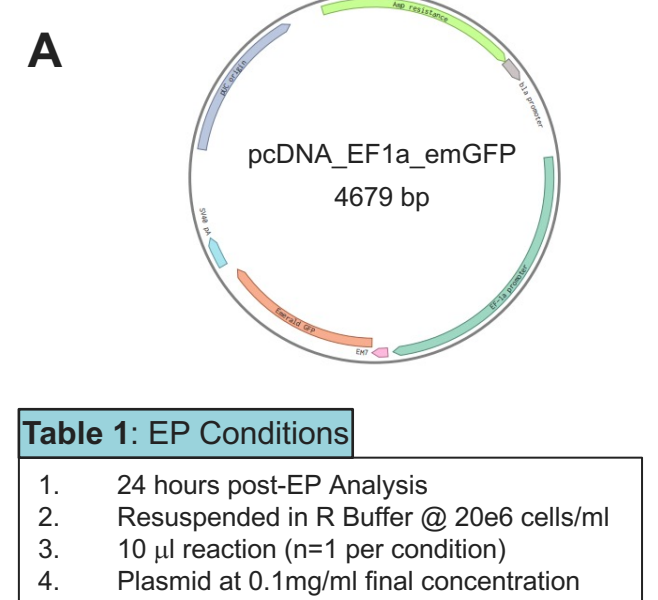 A
Amp resistance
bla promoter
pUC origin
pcDNA_EF1a_emGFP
4679 bp
SV40 pA
EF-1a promoter
Emerald GFP
EM7
Table 1: EP Conditions
1. 24 hours post-EP Analysis
2. Resuspended in R Buffer @ 20e6 cells/ml
3. 10 μl reaction (n=1 per condition)
4. Plasmid at 0.1mg/ml final concentration